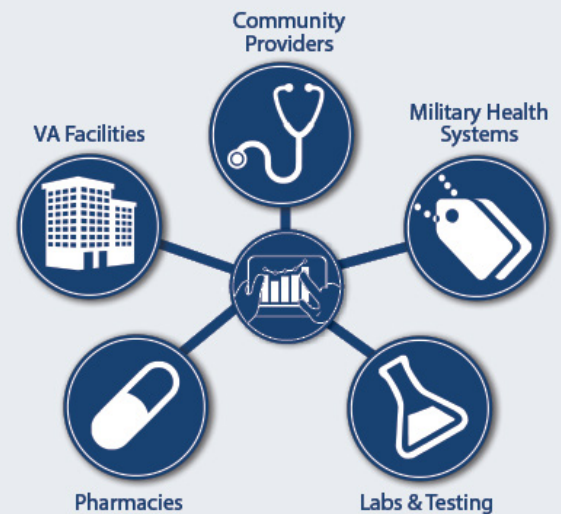 Community
Providers
VA Facilities
Military Health
Systems
Pharmacies
Labs & Testing